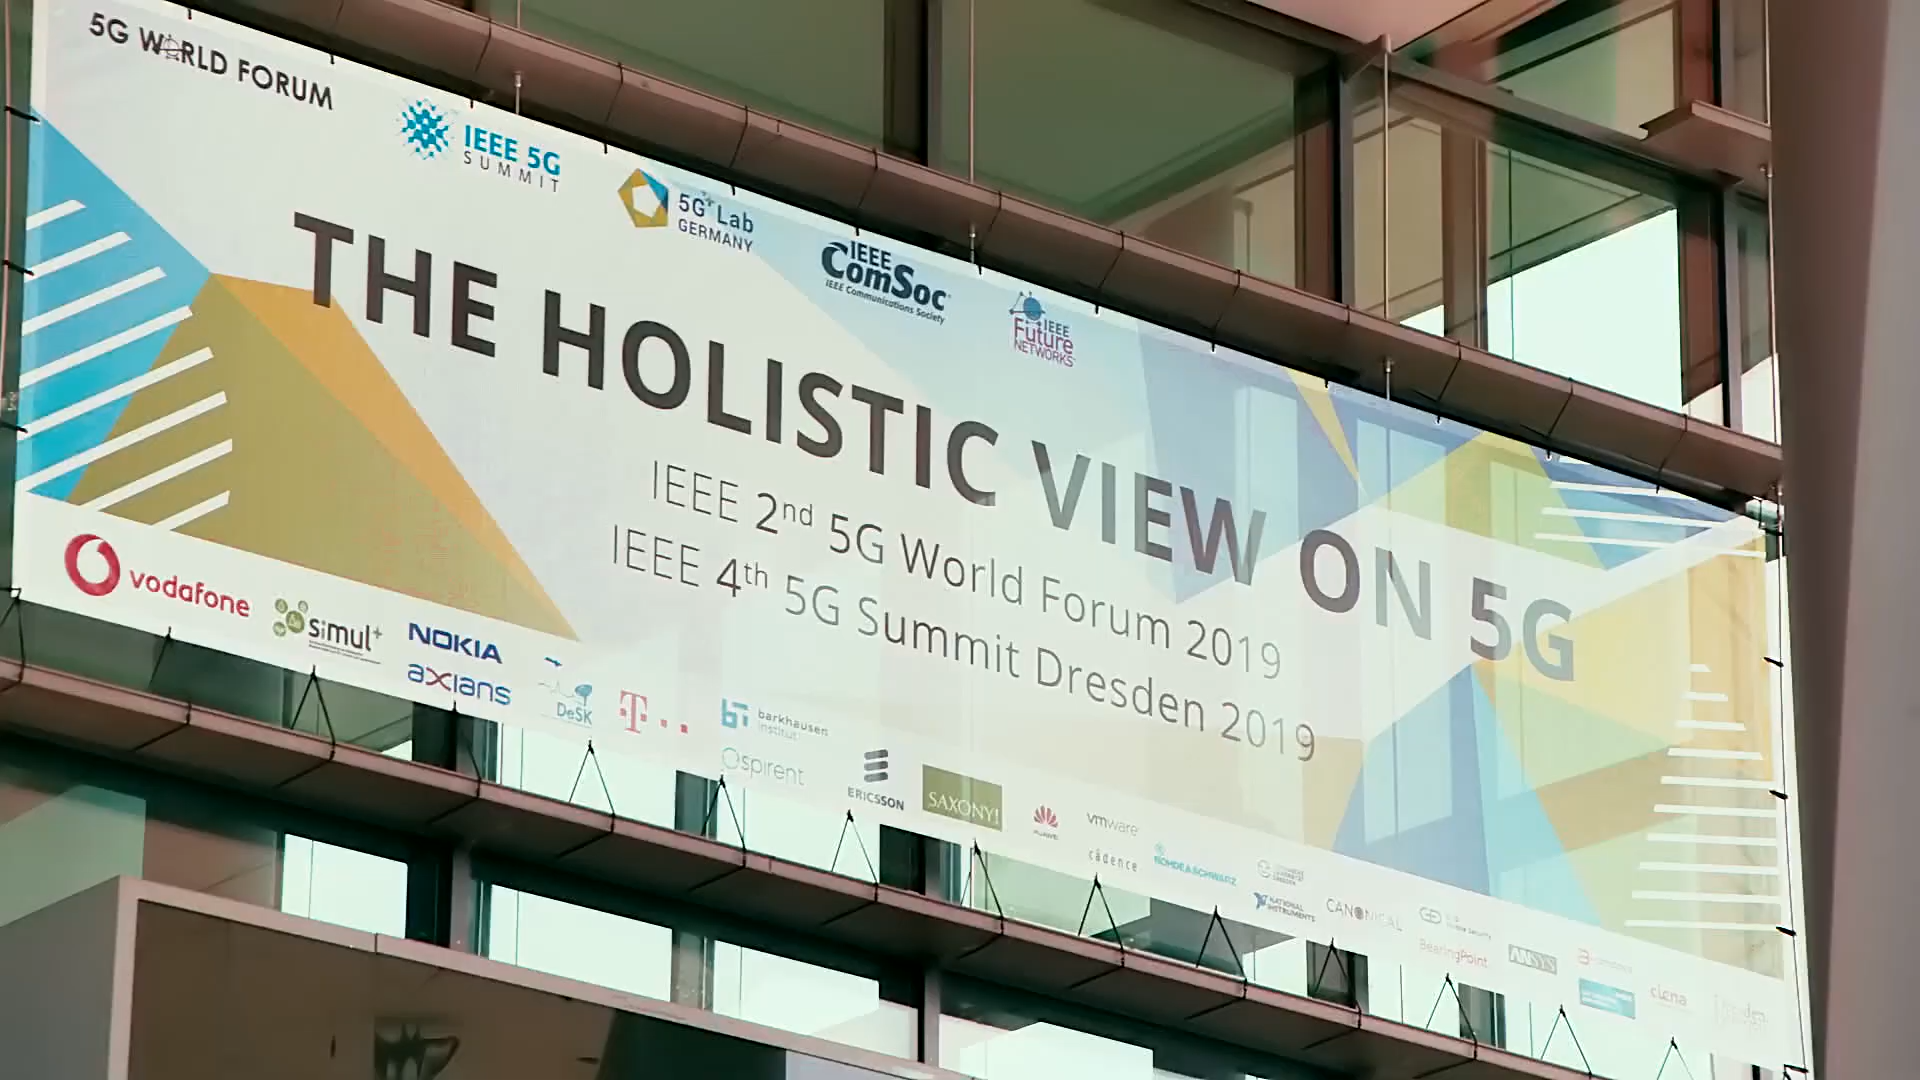 5G WORLD FORUM
IEEE 5G
SUMMIT
5G Lab
GERMANY
IEEE
ComSoc
IEEE Communications Society
IEEE
Future
NETWORKS
THE HOLISTIC VIEW ON 5G
IEEE 2nd 5G World Forum 2019
IEEE 4th 5G Summit Dresden 2019
vodafone
simul+
NOKIA
axians
DeSK
T
barkhausen
institut
spirent
ERICSSON
SAXONY!
HUAWEI
vmware
cādence
ROHDE&SCHWARZ
NATIONAL
INSTRUMENTS
CANONICAL
BearingPoint
ANSYS
ciena